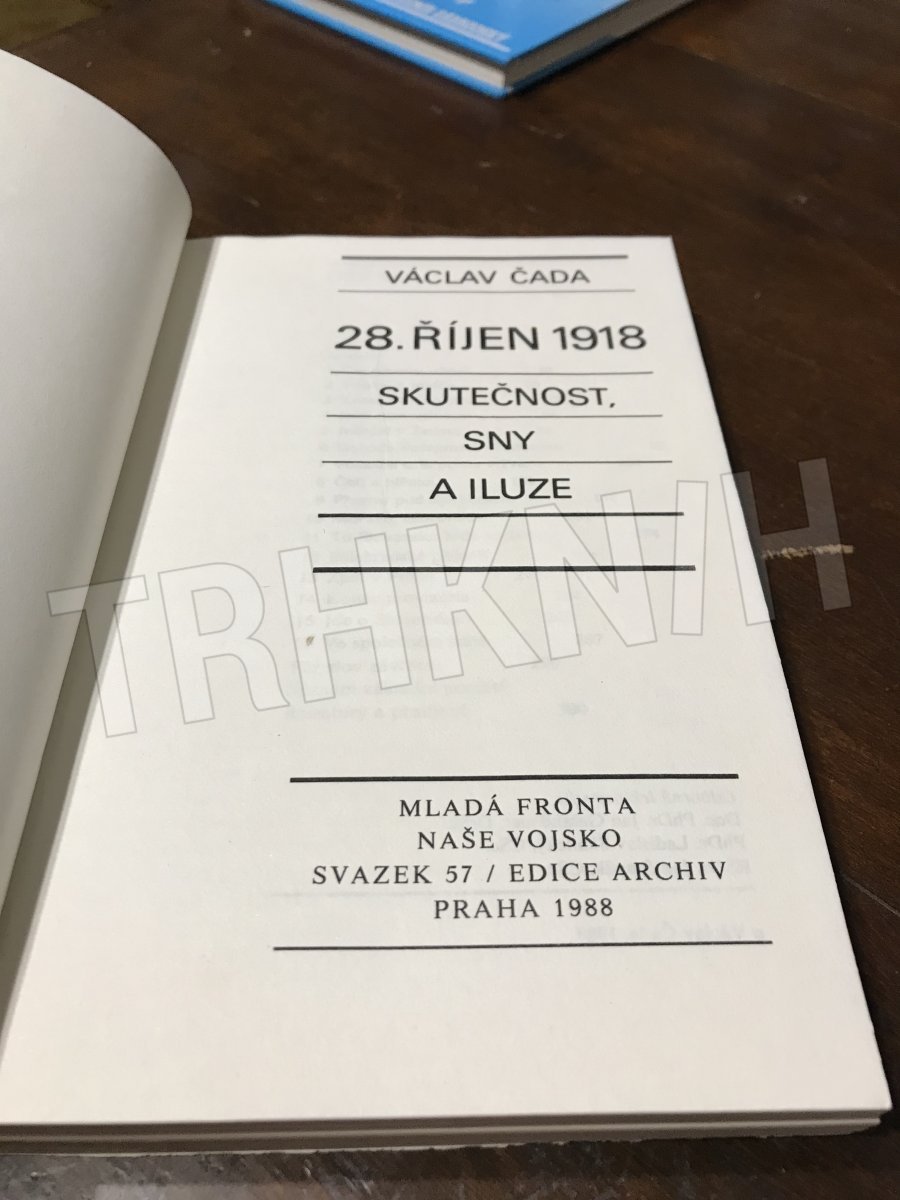 VÁCLAV ČADA
28. ŘÍJEN 1918
SKUTEČNOST,
SNY
A ILUZE
TRHKNIH
MLADÁ FRONTA
NAŠE VOJSKO
SVAZEK 57 / EDICE ARCHIV
PRAHA 1988